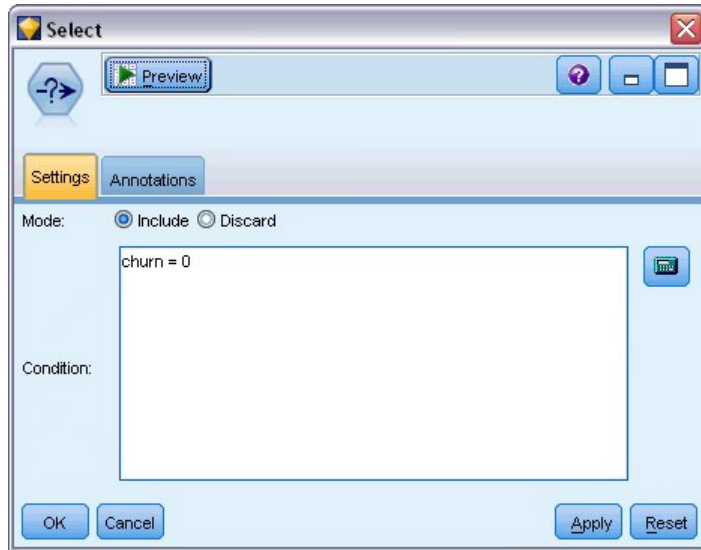 Select
Preview
Settings
Annotations
Mode:
Include
Discard
Condition:
churn = 0
OK
Cancel
Apply
Reset